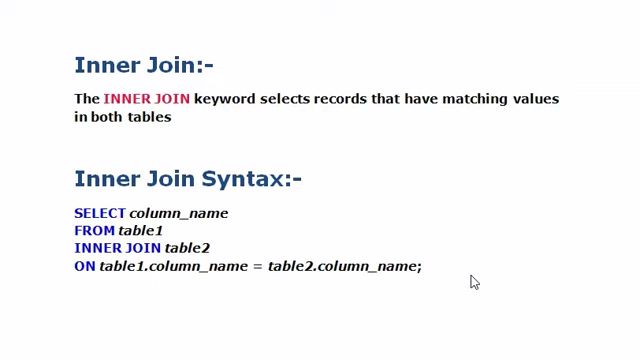 Inner Join:-
The INNER JOIN keyword selects records that have matching values
in both tables
Inner Join Syntax:-
SELECT column_name
FROM table1
INNER JOIN table2
ON table1.column_name = table2.column_name;